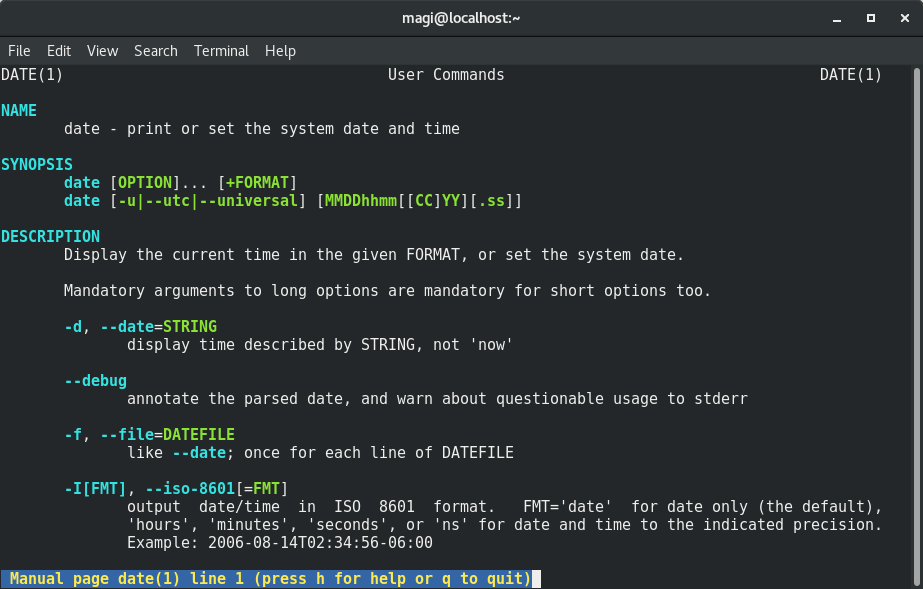 magi@localhost:~
File Edit View Search Terminal Help
DATE(1) User Commands DATE(1)
NAME
date - print or set the system date and time
SYNOPSIS
date [OPTION]... [+FORMAT]
date [-u|--utc|--universal] [MMDDhhmm[[CC]YY][.ss]]
DESCRIPTION
Display the current time in the given FORMAT, or set the system date.
Mandatory arguments to long options are mandatory for short options too.
-d, --date=STRING
display time described by STRING, not 'now'
--debug
annotate the parsed date, and warn about questionable usage to stderr
-f, --file=DATEFILE
like --date; once for each line of DATEFILE
-I[FMT], --iso-8601[=FMT]
output date/time in ISO 8601 format. FMT='date' for date only (the default),
'hours', 'minutes', 'seconds', or 'ns' for date and time to the indicated precision.
Example: 2006-08-14T02:34:56-06:00
Manual page date(1) line 1 (press h for help or q to quit)